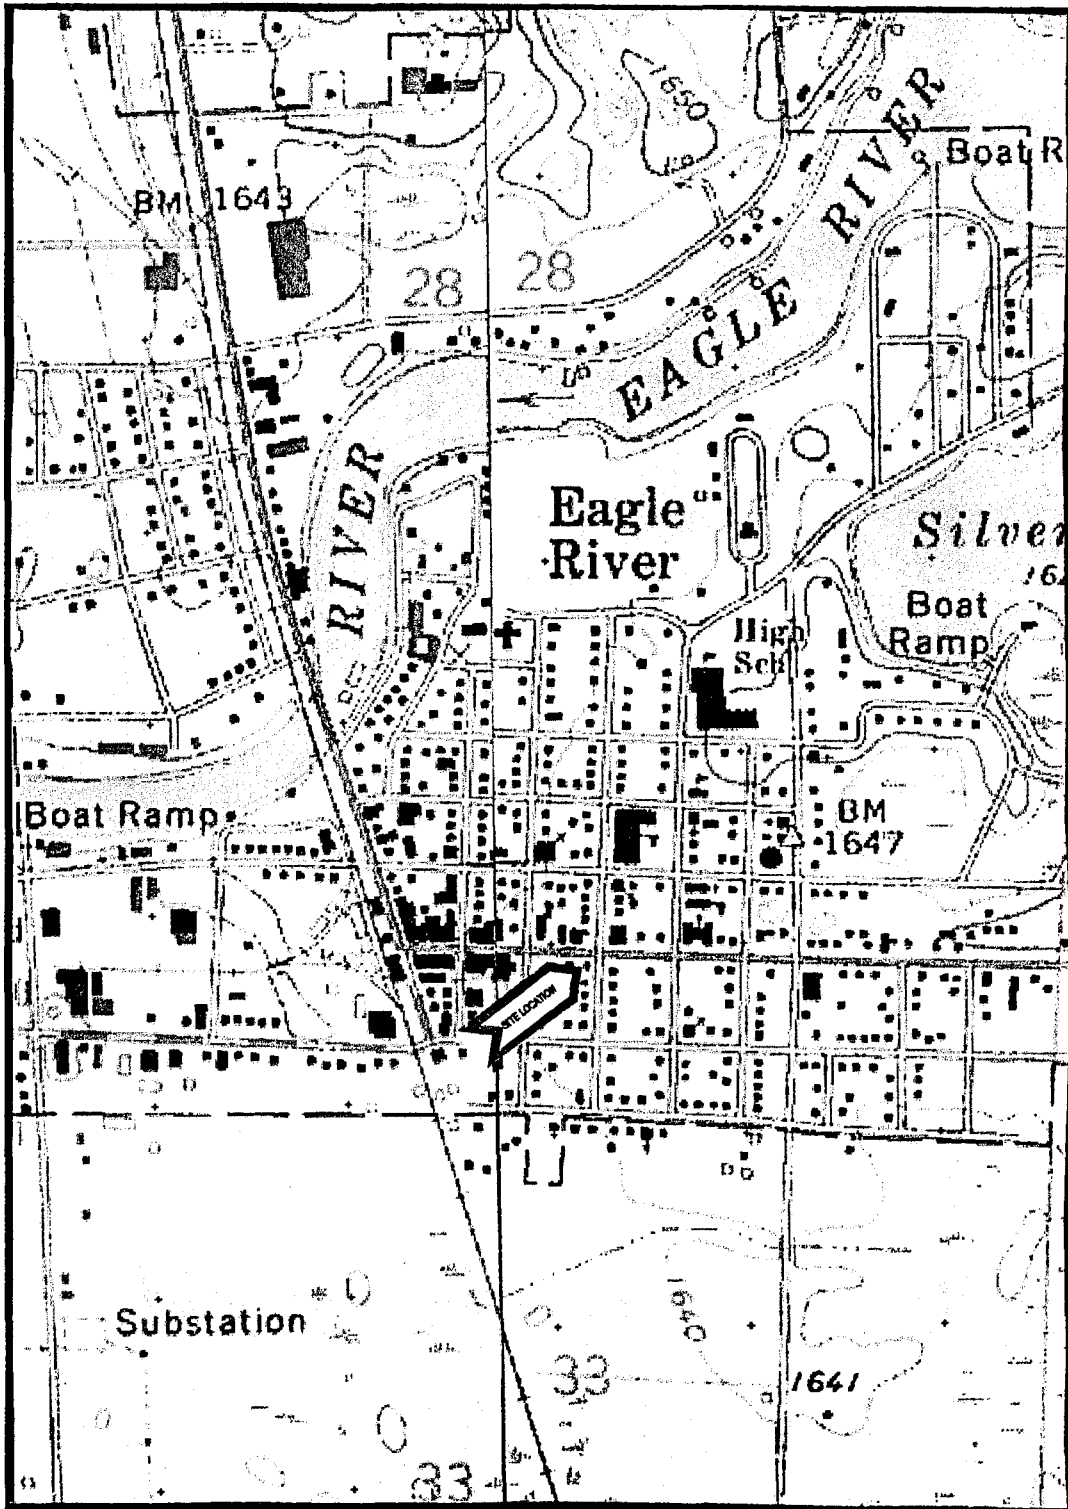 1660
RIVER
Boat R
BM 1643
28
28
EAGLE
RIVER
Eagle
River
Silver
Boat
Ramp
High
Sch
Boat Ramp
BM
1647
SITE LOCATION
Substation
1640
33
1641
33